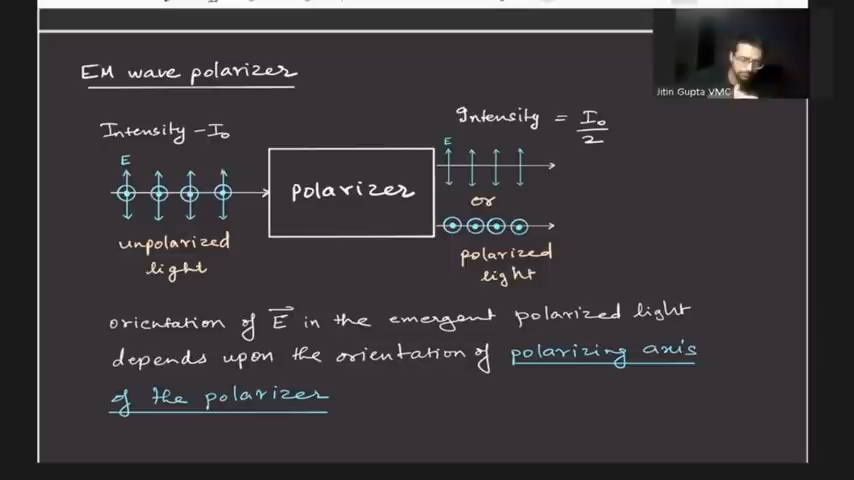 EM wave polarizer
Jitin Gupta VMC
Intensity - I₀
Intensity = I₀/2
E
E
polarizer
or
unpolarized
light
polarized
light
orientation of E⃗ in the emergent polarized light
depends upon the orientation of polarizing axis
of the polarizer